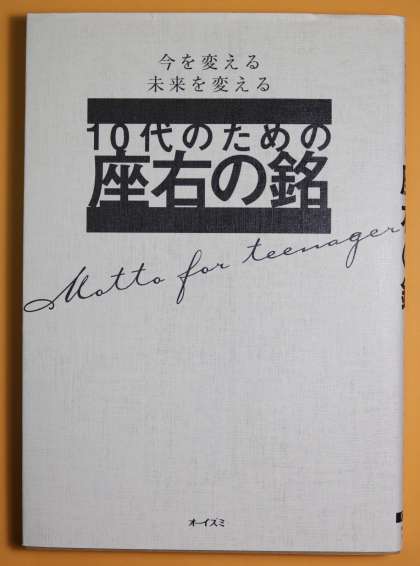 今を変える
未来を変える
10代のための
座右の銘
Motto for teenager
オーイズミ